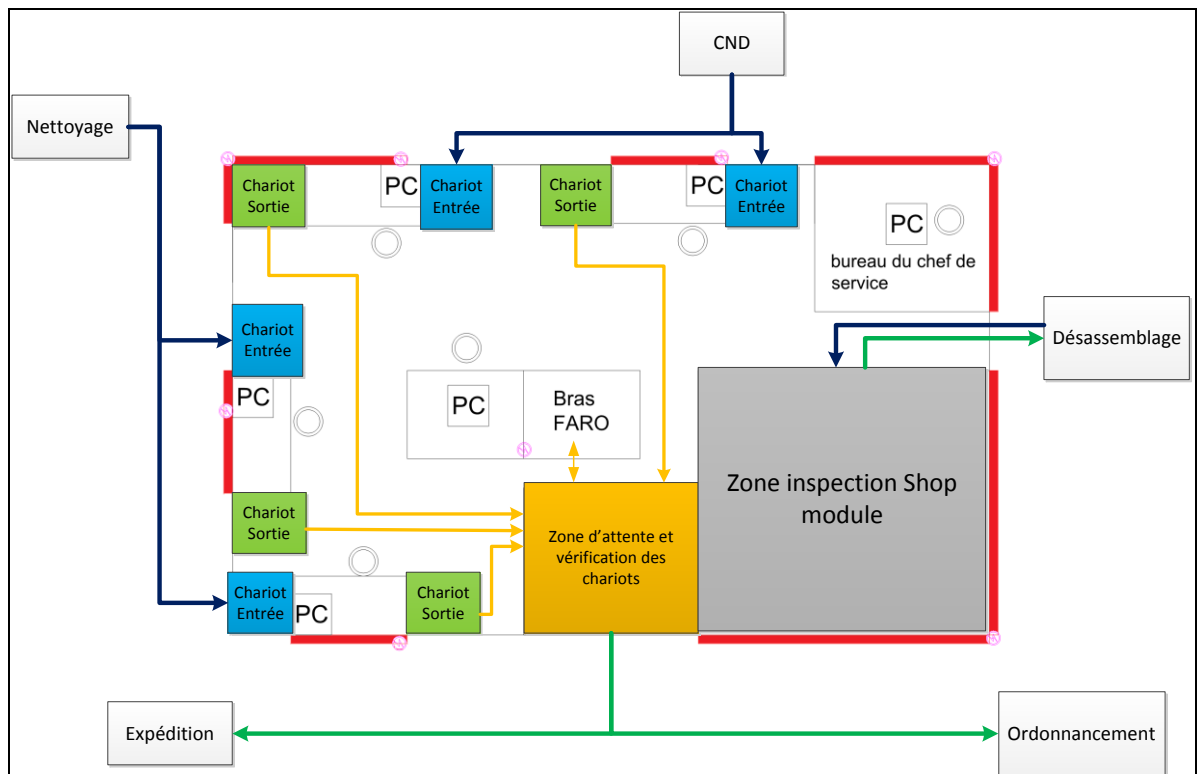 CND
Nettoyage
Chariot
Sortie
PC
Chariot
Entrée
Chariot
Sortie
PC
Chariot
Entrée
PC
bureau du chef de
service
Chariot
Entrée
Désassemblage
PC
PC
Bras
FARO
Zone inspection Shop
module
Chariot
Sortie
Zone d'attente et
vérification des
chariots
Chariot
Entrée
PC
Chariot
Sortie
Expédition
Ordonnancement